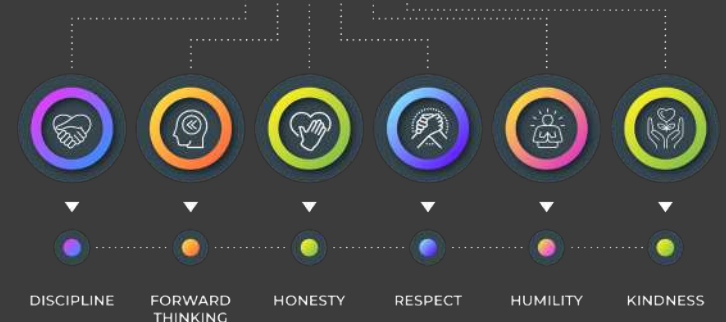 DISCIPLINE
FORWARD
THINKING
HONESTY
RESPECT
HUMILITY
KINDNESS